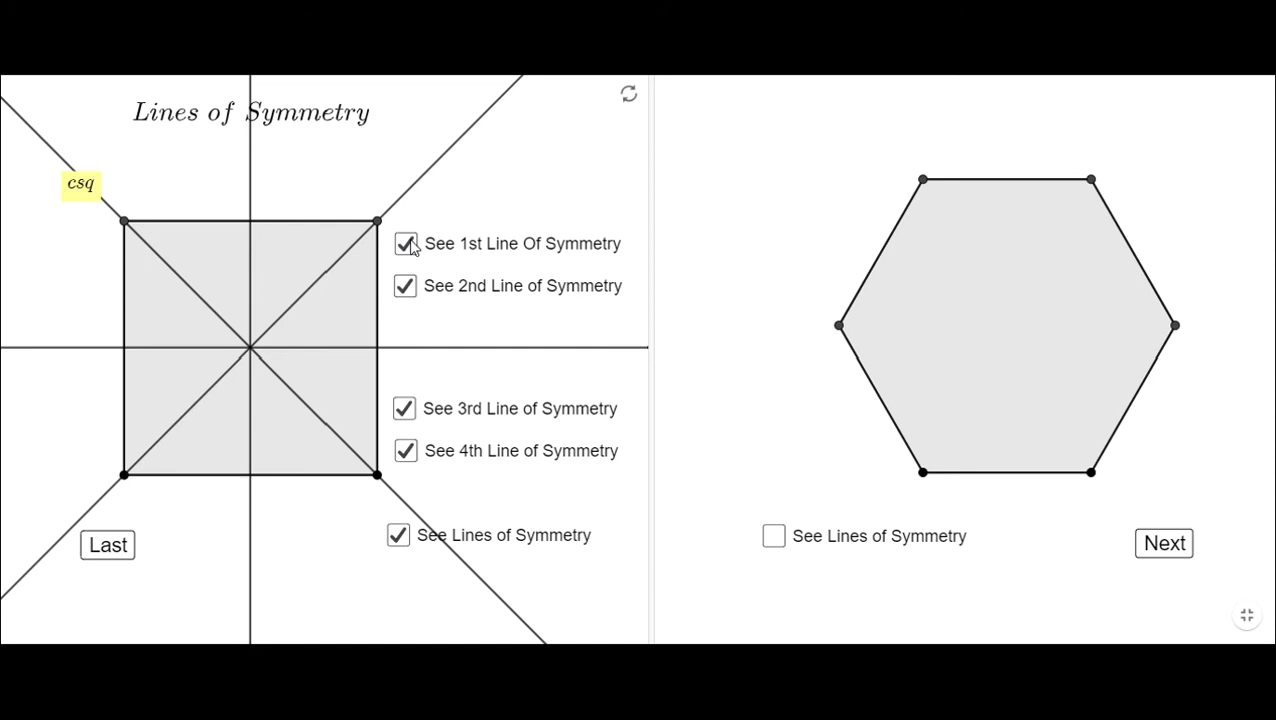 Lines of Symmetry
csq
See 1st Line Of Symmetry
See 2nd Line of Symmetry
See 3rd Line of Symmetry
See 4th Line of Symmetry
See Lines of Symmetry
Last
See Lines of Symmetry
Next